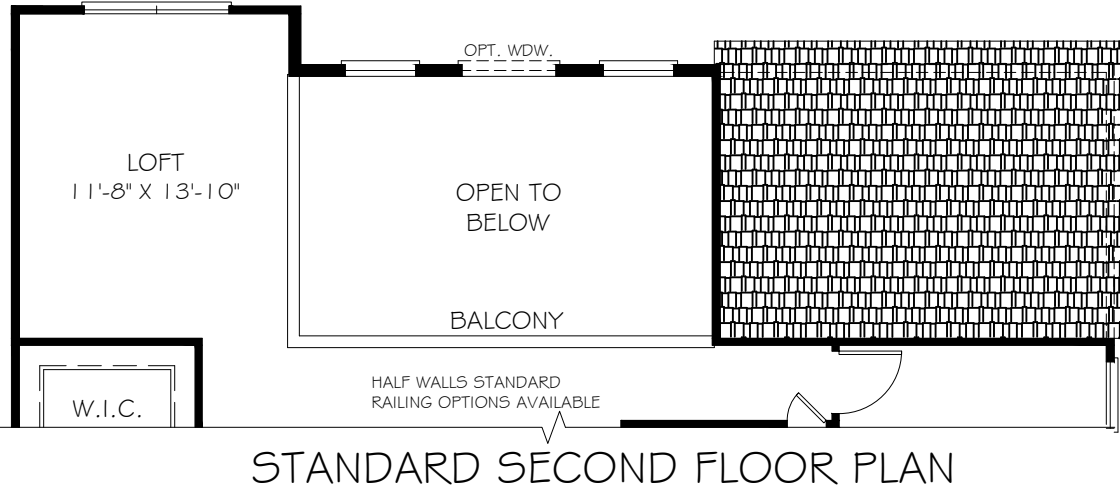 OPT. WDW.
LOFT
11'-8" X 13'-10"
OPEN TO
BELOW
BALCONY
HALF WALLS STANDARD
RAILING OPTIONS AVAILABLE
W.I.C.
STANDARD SECOND FLOOR PLAN